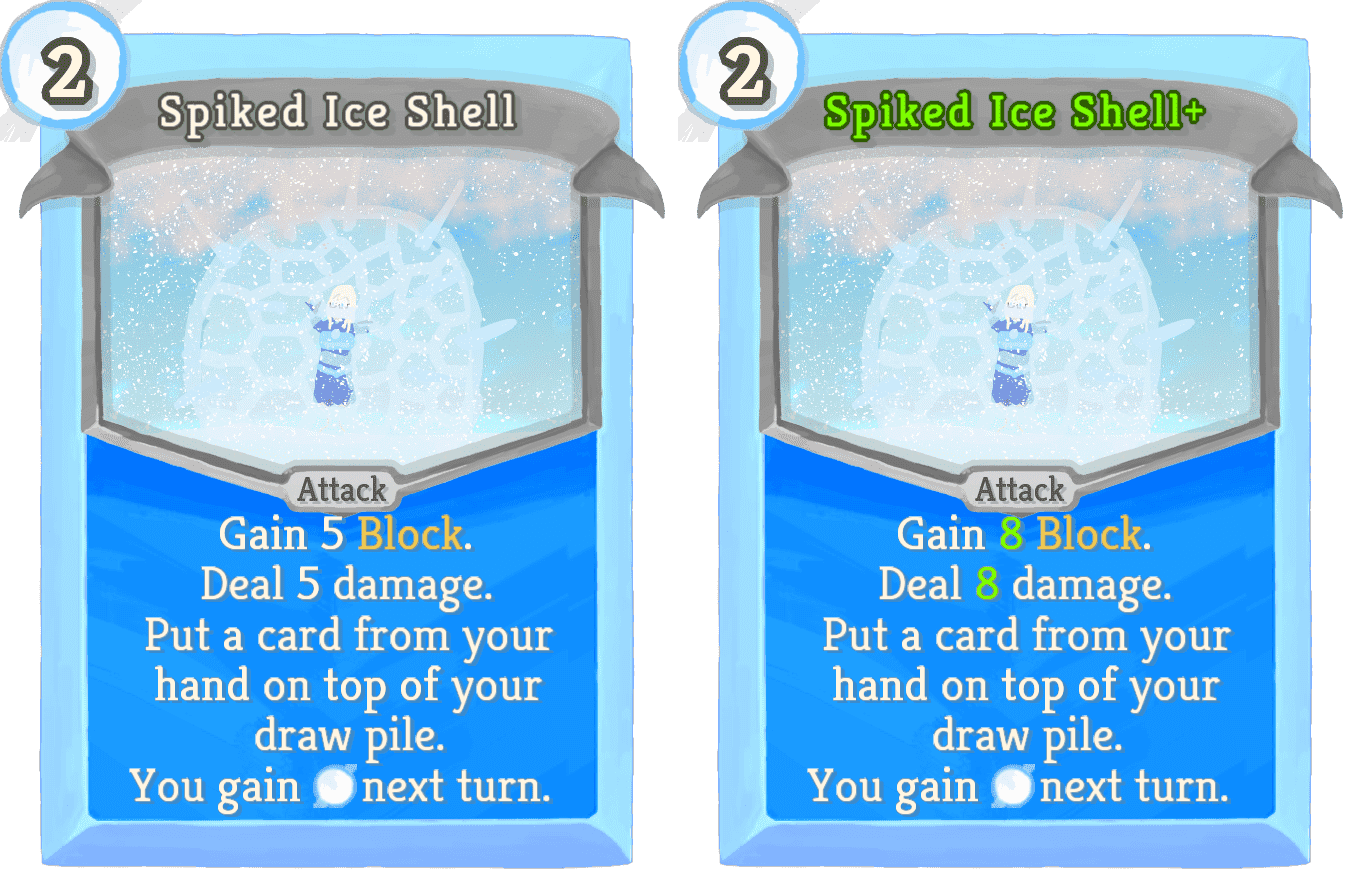 2
Spiked Ice Shell
Attack
Gain 5 Block.
Deal 5 damage.
Put a card from your
hand on top of your
draw pile.
You gain next turn.
2
Spiked Ice Shell+
Attack
Gain 8 Block.
Deal 8 damage.
Put a card from your
hand on top of your
draw pile.
You gain next turn.